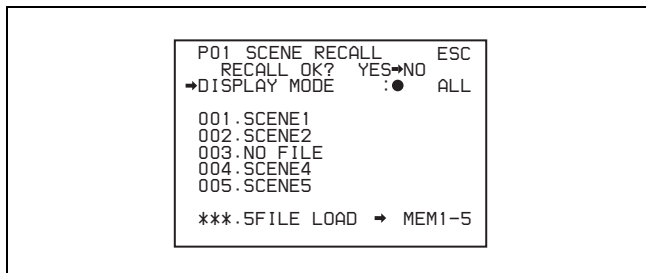 P01 SCENE RECALL ESC
RECALL OK? YES➡NO
➡DISPLAY MODE :● ALL
001.SCENE1
002.SCENE2
003.NO FILE
004.SCENE4
005.SCENE5
***.5FILE LOAD ➡ MEM1-5